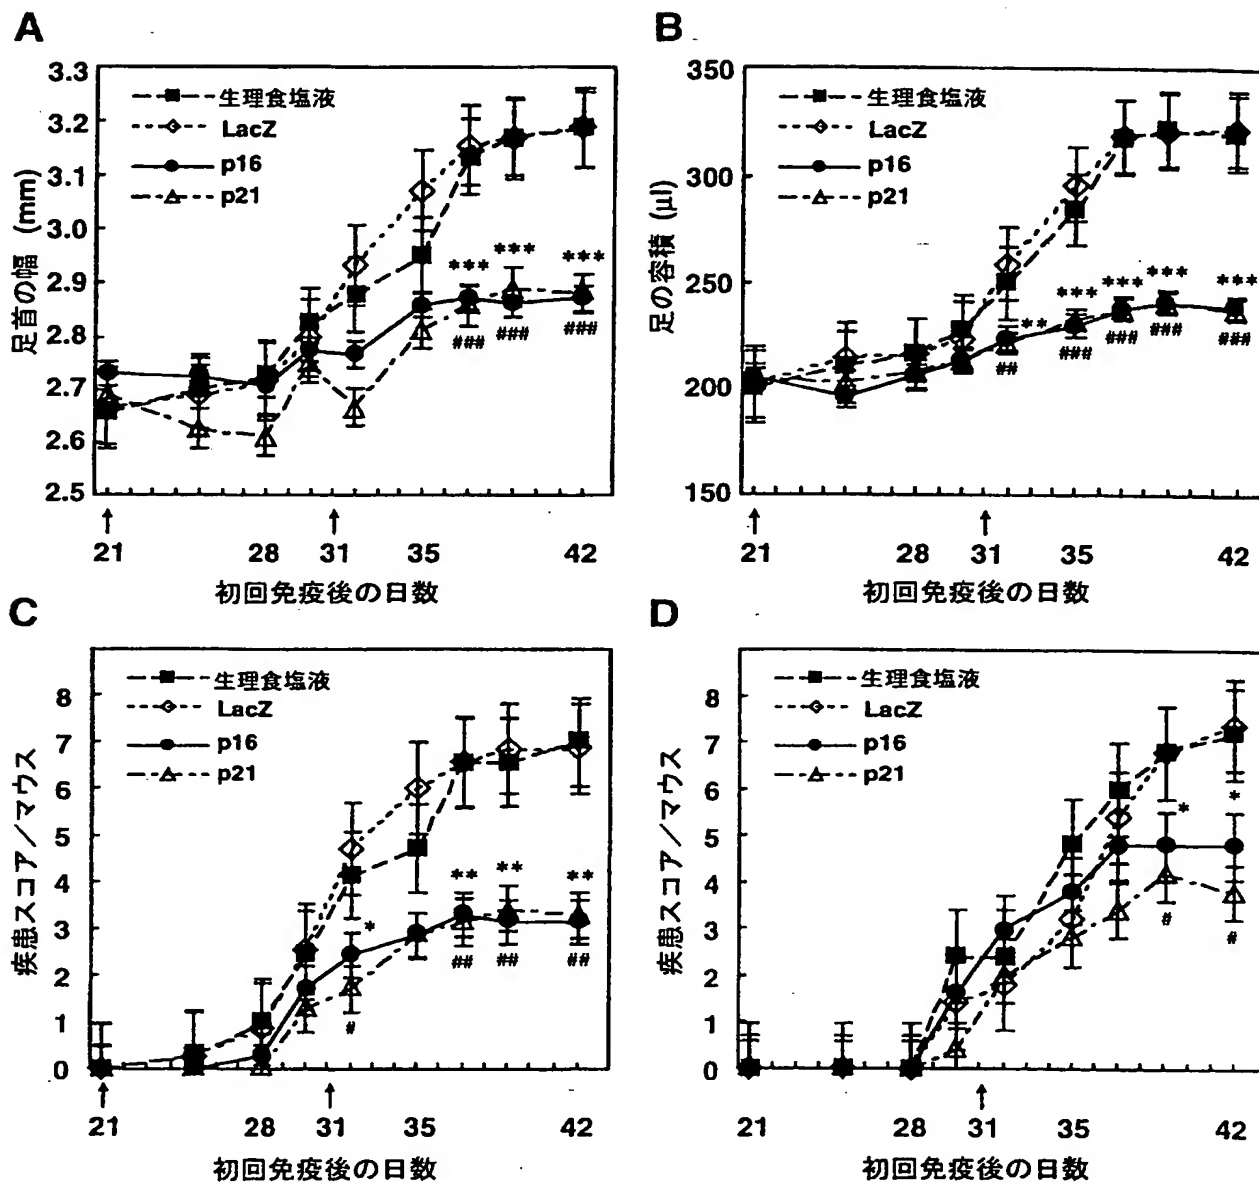 A
足首の幅 (mm)
3.3
3.2
3.1
3.0
2.9
2.8
2.7
2.6
2.5
生理食塩液
LacZ
p16
p21
*** *** ***
### ### ###
↑ ↑
21 28 31 35 42
初回免疫後の日数
B
足の容積 (μl)
350
300
250
200
150
生理食塩液
LacZ
p16
p21
** *** *** *** ***
## ### ### ### ###
↑ ↑
21 28 31 35 42
初回免疫後の日数
C
疾患スコア/マウス
8
7
6
5
4
3
2
1
0
生理食塩液
LacZ
p16
p21
* ** ** **
# ## ## ##
↑ ↑
21 28 31 35 42
初回免疫後の日数
D
疾患スコア/マウス
8
7
6
5
4
3
2
1
0
生理食塩液
LacZ
p16
p21
* *
# #
↑
21 28 31 35 42
初回免疫後の日数